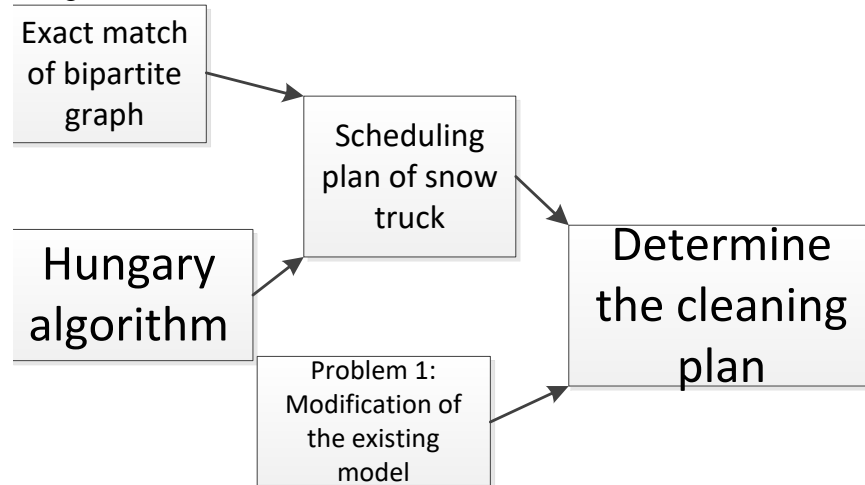 Exact match
of bipartite
graph
Scheduling
plan of snow
truck
Hungary
algorithm
Determine
the cleaning
plan
Problem 1:
Modification of
the existing
model